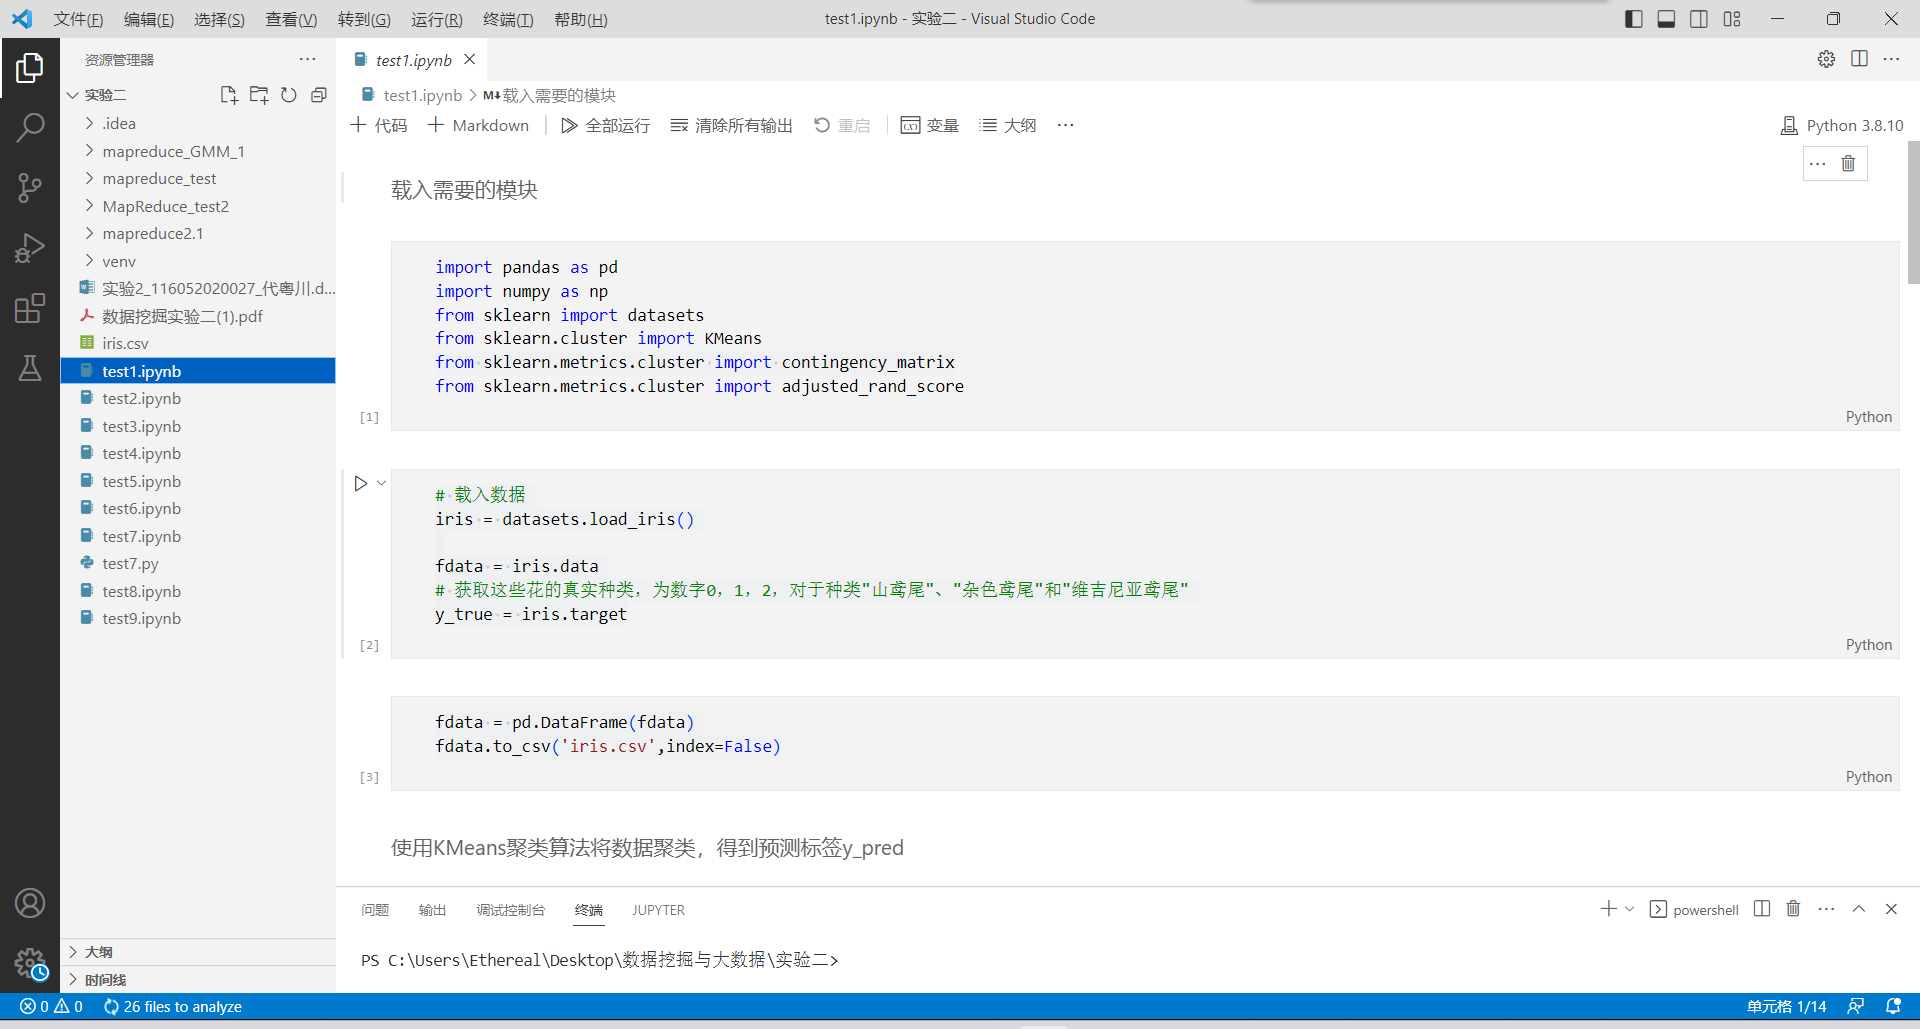 文件(F) 编辑(E) 选择(S) 查看(V) 转到(G) 运行(R) 终端(T) 帮助(H) test1.ipynb - 实验二 - Visual Studio Code
资源管理器
实验二
.idea
mapreduce_GMM_1
mapreduce_test
MapReduce_test2
mapreduce2.1
venv
实验2_116052020027_代粤川.d...
数据挖掘实验二(1).pdf
iris.csv
test1.ipynb
test2.ipynb
test3.ipynb
test4.ipynb
test5.ipynb
test6.ipynb
test7.ipynb
test7.py
test8.ipynb
test9.ipynb
大纲
时间线
test1.ipynb
test1.ipynb > M↓载入需要的模块
代码 Markdown 全部运行 清除所有输出 重启 变量 大纲 ··· Python 3.8.10
载入需要的模块
import pandas as pd
import numpy as np
from sklearn import datasets
from sklearn.cluster import KMeans
from sklearn.metrics.cluster import contingency_matrix
from sklearn.metrics.cluster import adjusted_rand_score
[1] Python
# 载入数据
iris = datasets.load_iris()
fdata = iris.data
# 获取这些花的真实种类，为数字0，1，2，对于种类"山鸢尾"、"杂色鸢尾"和"维吉尼亚鸢尾"
y_true = iris.target
[2] Python
fdata = pd.DataFrame(fdata)
fdata.to_csv('iris.csv',index=False)
[3] Python
使用KMeans聚类算法将数据聚类，得到预测标签y_pred
问题 输出 调试控制台 终端 JUPYTER powershell
PS C:\Users\Ethereal\Desktop\数据挖掘与大数据\实验二>
0 0 26 files to analyze 单元格 1/14